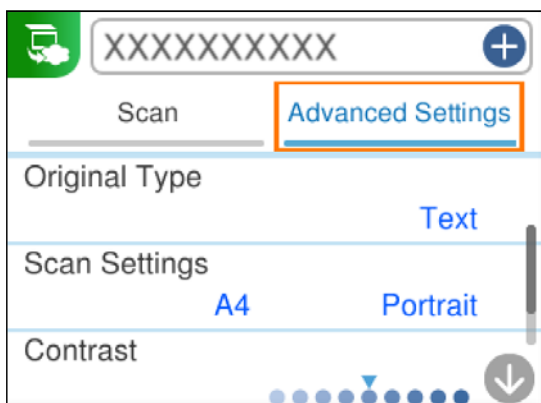 XXXXXXXXXX
Scan Advanced Settings
Original Type
Text
Scan Settings
A4 Portrait
Contrast